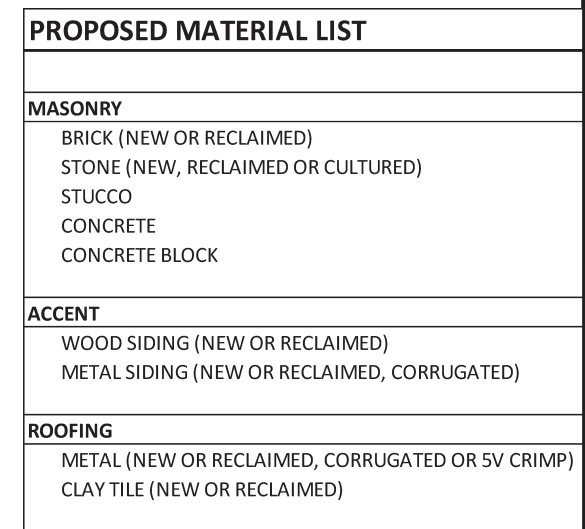 PROPOSED MATERIAL LIST
MASONRY
BRICK (NEW OR RECLAIMED)
STONE (NEW, RECLAIMED OR CULTURED)
STUCCO
CONCRETE
CONCRETE BLOCK
ACCENT
WOOD SIDING (NEW OR RECLAIMED)
METAL SIDING (NEW OR RECLAIMED, CORRUGATED)
ROOFING
METAL (NEW OR RECLAIMED, CORRUGATED OR 5V CRIMP)
CLAY TILE (NEW OR RECLAIMED)